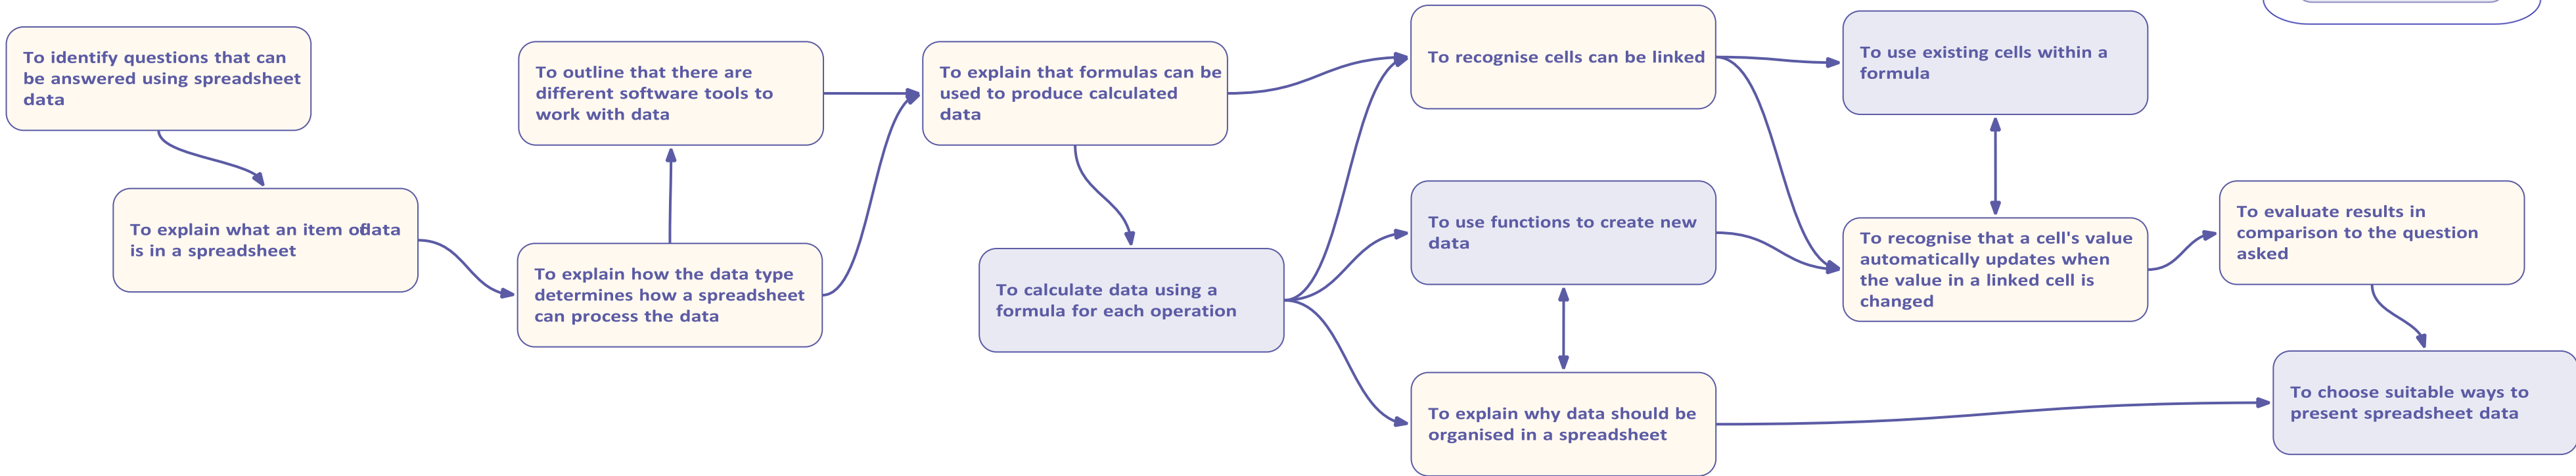 To identify questions that can
be answered using spreadsheet
data
To explain what an item of data
is in a spreadsheet
To outline that there are
different software tools to
work with data
To explain how the data type
determines how a spreadsheet
can process the data
To explain that formulas can be
used to produce calculated
data
To calculate data using a
formula for each operation
To recognise cells can be linked
To use functions to create new
data
To explain why data should be
organised in a spreadsheet
To use existing cells within a
formula
To recognise that a cell's value
automatically updates when
the value in a linked cell is
changed
To evaluate results in
comparison to the question
asked
To choose suitable ways to
present spreadsheet data